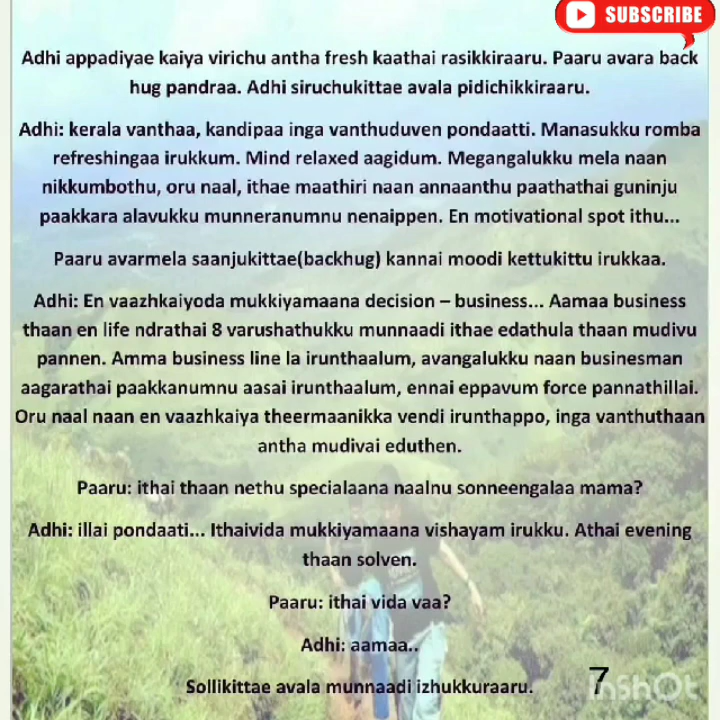 SUBSCRIBE
Adhi appadiyae kaiya virichu antha fresh kaathai rasikkiraaru. Paaru avara back
hug pandraa. Adhi siruchukittae avala pidichikkiraaru.
Adhi: kerala vanthaa, kandipaa inga vanthuduven pondaatti. Manasukku romba
refreshingaa irukkum. Mind relaxed aagidum. Megangalukku mela naan
nikkumbothu, oru naal, ithae maathiri naan annaanthu paathathai guninju
paakkara alavukku munneranumnu nenaippen. En motivational spot ithu...
Paaru avarmela saanjukittae(backhug) kannai moodi kettukittu irukkaa.
Adhi: En vaazhkaiyoda mukkiyamaana decision – business... Aamaa business
thaan en life ndrathai 8 varushathukku munnaadi ithae edathula thaan mudivu
pannen. Amma business line la irunthaalum, avangalukku naan businesman
aagarathai paakkanumnu aasai irunthaalum, ennai eppavum force pannathillai.
Oru naal naan en vaazhkaiya theermaanikka vendi irunthappo, inga vanthuthaan
antha mudivai eduthen.
Paaru: ithai thaan nethu specialaana naalnu sonneengalaa mama?
Adhi: illai pondaati... Ithaivida mukkiyamaana vishayam irukku. Athai evening
thaan solven.
Paaru: ithai vida vaa?
Adhi: aamaa..
Sollikittae avala munnaadi izhukkuraaru.
7
InShOt